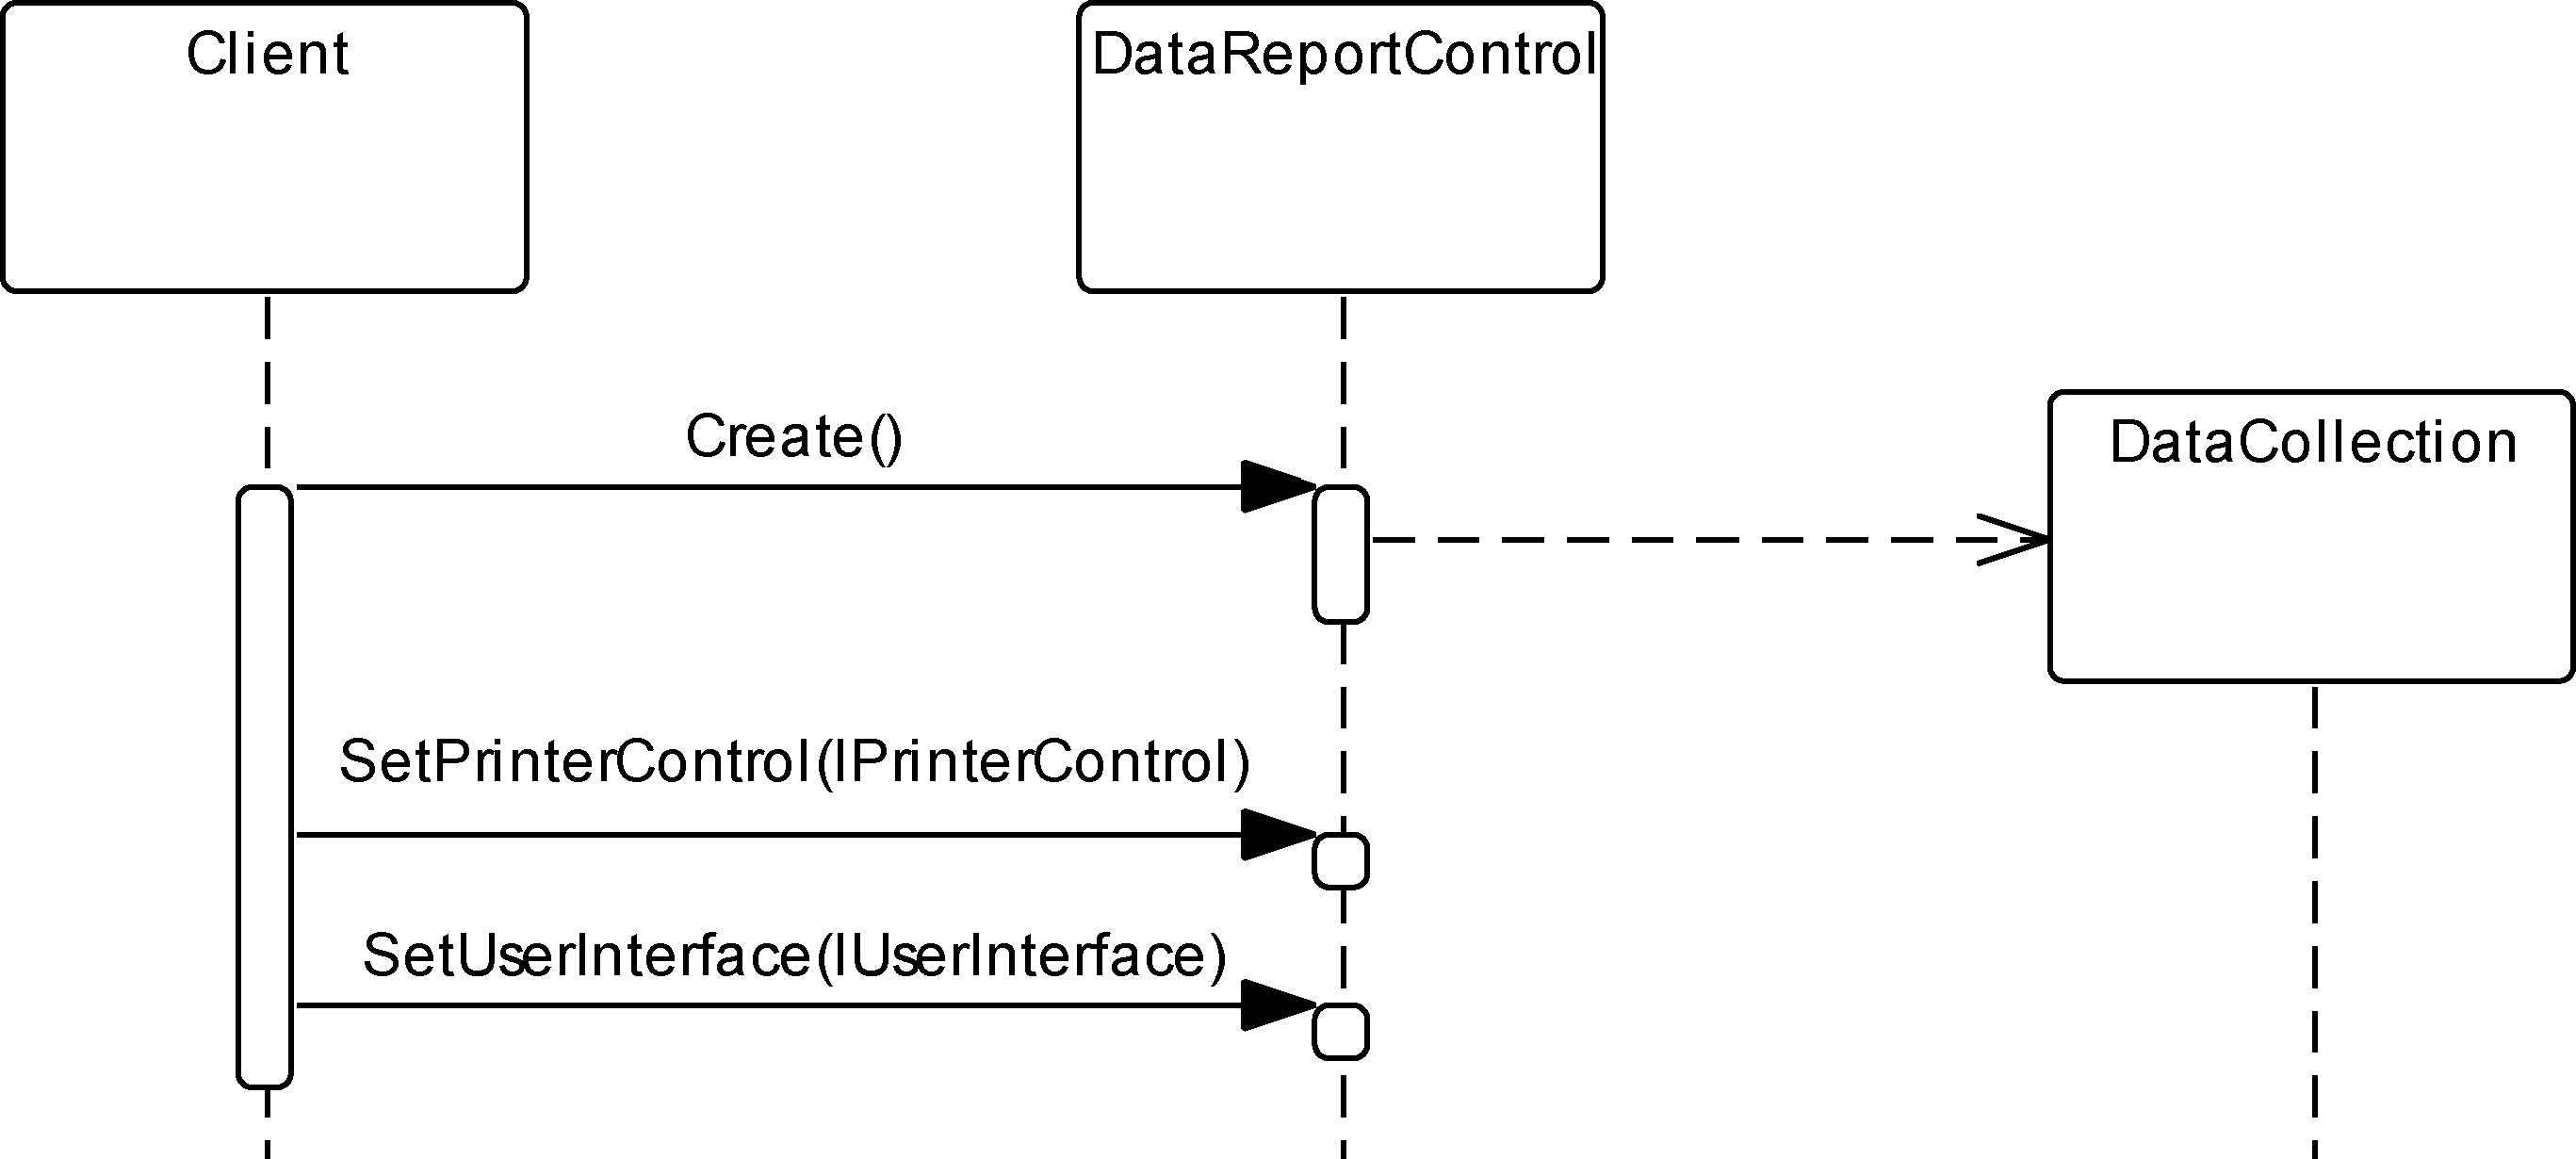 Client
DataReportControl
Create()
DataCollection
SetPrinterControl(IPrinterControl)
SetUserInterface(IUserInterface)